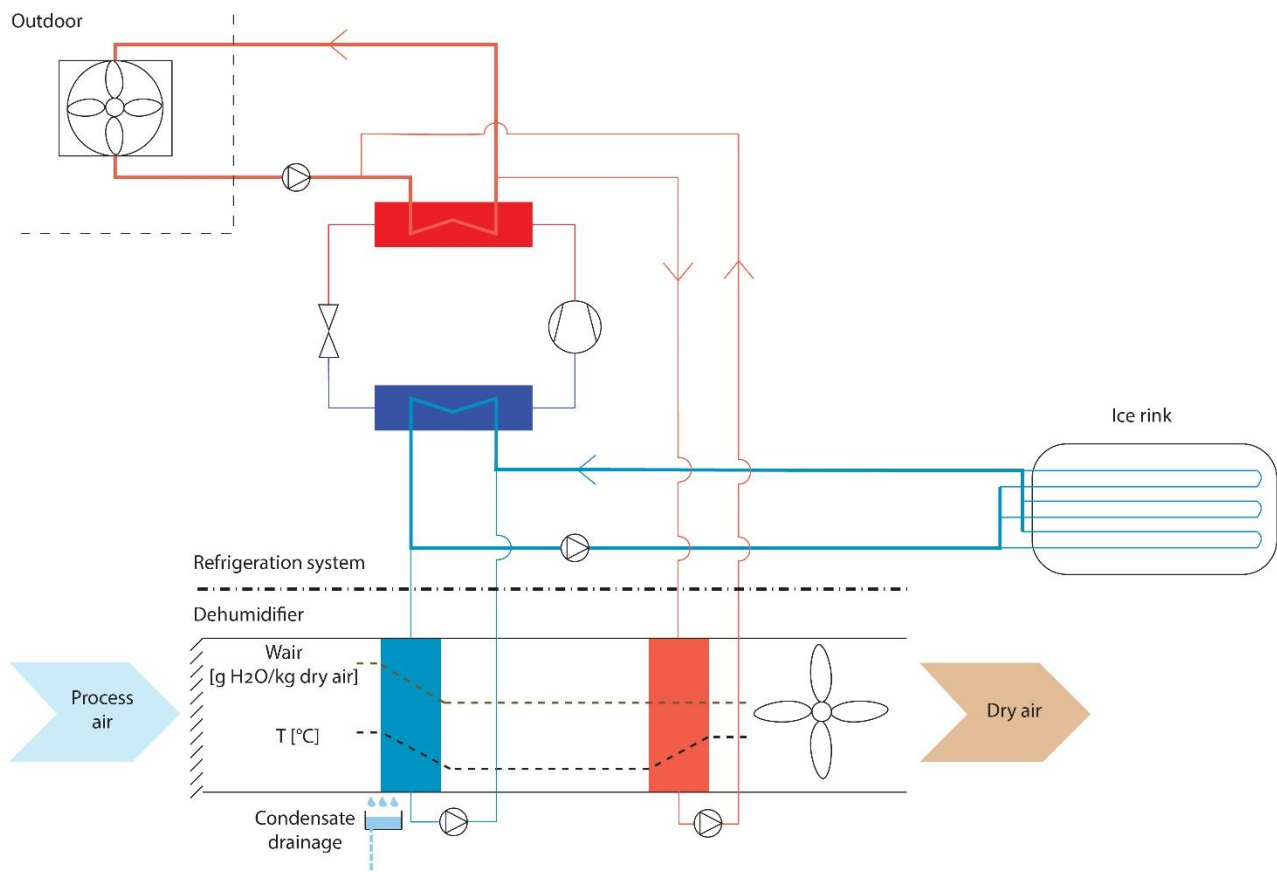 Outdoor
Ice rink
Refrigeration system
Dehumidifier
Wair
[g H2O/kg dry air]
Process
air
T [°C]
Dry air
Condensate
drainage